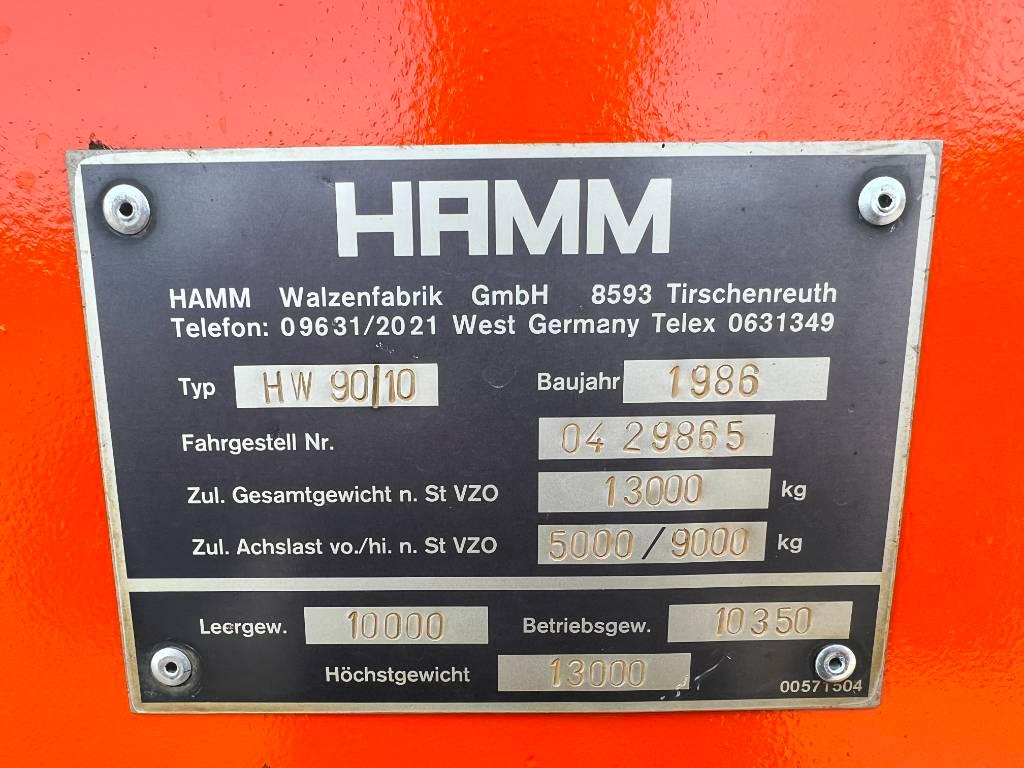 HAMM
HAMM Walzenfabrik GmbH 8593 Tirschenreuth
Telefon: 09631/2021 West Germany Telex 0631349
Typ HW 90/10 Baujahr 1986
Fahrgestell Nr. 04 29865
Zul. Gesamtgewicht n. St VZO 13000 kg
Zul. Achslast vo./hi. n. St VZO 5000/9000 kg
Leergew. 10000 Betriebsgew. 10350
Höchstgewicht 13000
00571504